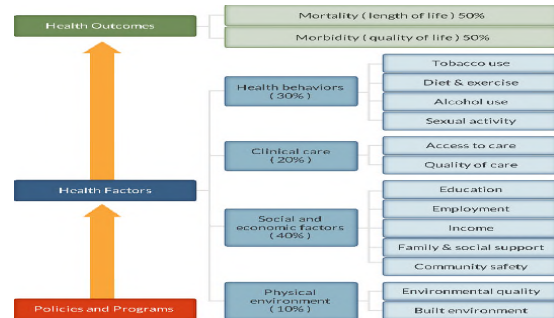 Health Outcomes
Mortality (length of life) 50%
Morbidity (quality of life) 50%
Health Factors
Health behaviors
(30%)
Tobacco use
Diet & exercise
Alcohol use
Sexual activity
Clinical care
(20%)
Access to care
Quality of care
Social and
economic factors
(40%)
Education
Employment
Income
Family & social support
Community safety
Physical
environment
(10%)
Environmental quality
Built environment
Policies and Programs